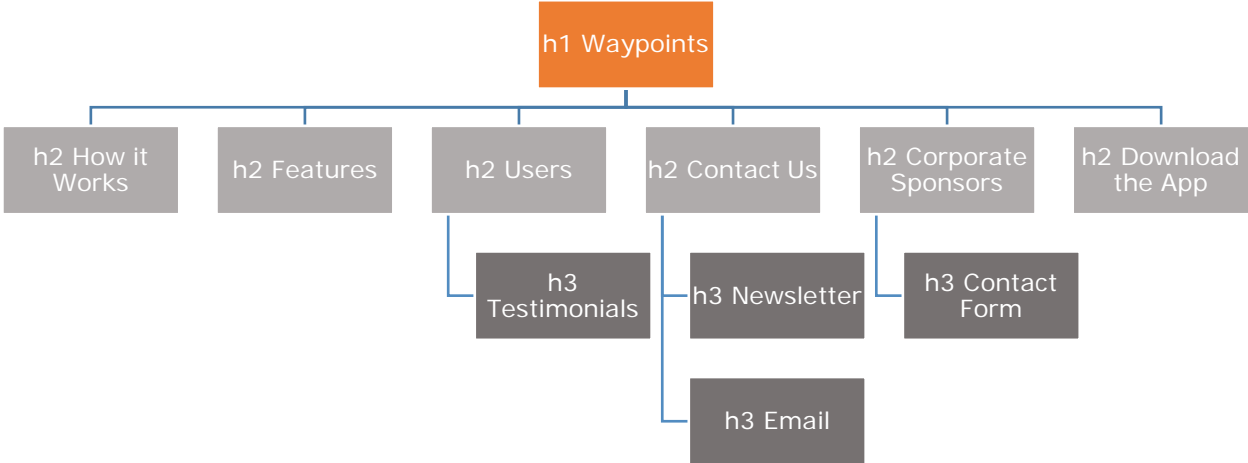 h1 Waypoints
h2 How it
Works
h2 Features
h2 Users
h2 Contact Us
h2 Corporate
Sponsors
h2 Download
the App
h3
Testimonials
h3 Newsletter
h3 Contact
Form
h3 Email